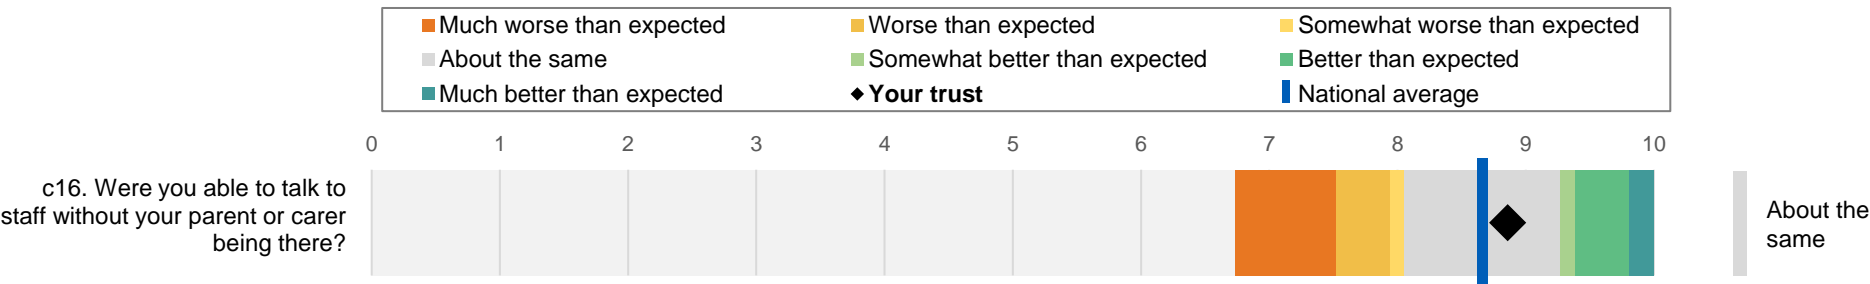 Much worse than expected Worse than expected Somewhat worse than expected
About the same Somewhat better than expected Better than expected
Much better than expected Your trust National average
0 1 2 3 4 5 6 7 8 9 10
c16. Were you able to talk to
staff without your parent or carer
being there?
About the
same